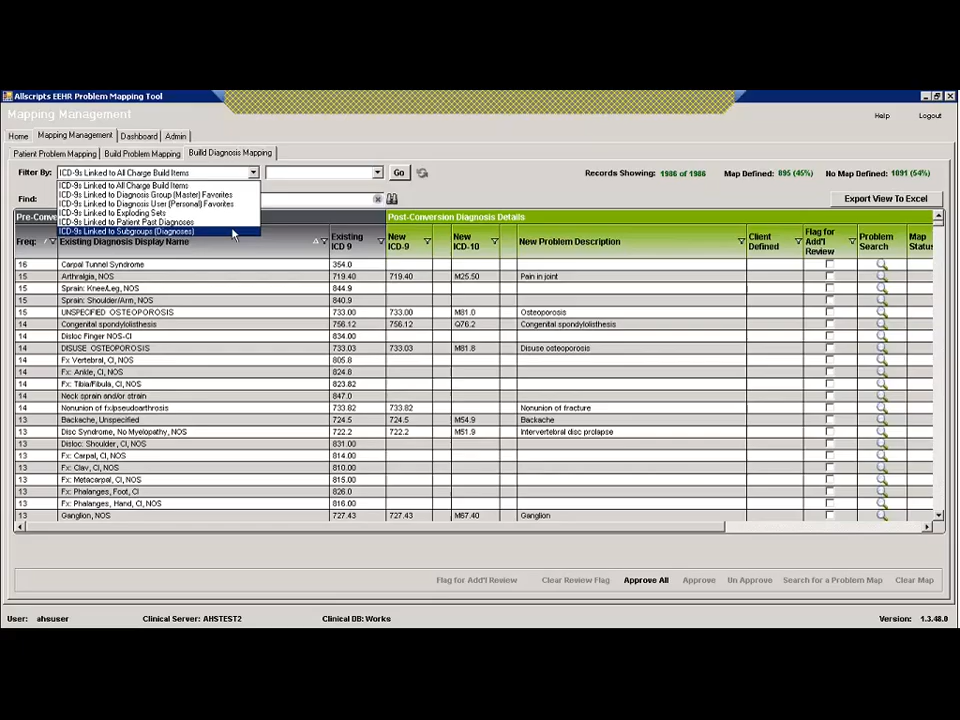 Allscripts EEHR Problem Mapping Tool
Mapping Management
Help Logout
Home Mapping Management Dashboard Admin
Patient Problem Mapping Build Problem Mapping Build Diagnosis Mapping
Filter By: ICD-9s Linked to All Charge Build Items Go Records Showing: 1986 of 1986 Map Defined: 895 (45%) No Map Defined: 1091 (54%)
ICD-9s Linked to All Charge Build Items
ICD-9s Linked to Diagnosis Group (Master) Favorites
ICD-9s Linked to Diagnosis User (Personal) Favorites
ICD-9s Linked to Exploding Sets
ICD-9s Linked to Patient Past Diagnoses
ICD-9s Linked to Subgroups (Diagnoses)
Find: Export View To Excel
Pre-Conve Post-Conversion Diagnosis Details
Freq: Existing Diagnosis Display Name Existing ICD 9 New ICD-9 New ICD-10 New Problem Description Client Defined Flag for Add'l Review Problem Search Map Status
16 Carpal Tunnel Syndrome 354.0
15 Arthralgia, NOS 719.40 719.40 M25.50 Pain in joint
15 Sprain: Knee/Leg, NOS 844.9
15 Sprain: Shoulder/Arm, NOS 840.9
15 UNSPECIFIED OSTEOPOROSIS 733.00 733.00 M81.0 Osteoporosis
14 Congenital spondylolisthesis 756.12 756.12 Q76.2 Congenital spondylolisthesis
14 Disloc Finger NOS-Cl 834.00
14 DISUSE OSTEOPOROSIS 733.03 733.03 M81.8 Disuse osteoporosis
14 Fx Vertebral, Cl, NOS 805.8
14 Fx: Ankle, Cl, NOS 824.8
14 Fx: Tibia/Fibula, Cl, NOS 823.82
14 Neck sprain and/or strain 847.0
14 Nonunion of fx/pseudoarthrosis 733.82 733.82 Nonunion of fracture
13 Backache, Unspecified 724.5 724.5 M54.9 Backache
13 Disc Syndrome, No Myelopathy, NOS 722.2 722.2 M51.9 Intervertebral disc prolapse
13 Disloc: Shoulder, Cl, NOS 831.00
13 Fx: Carpal, Cl, NOS 814.00
13 Fx: Clav, Cl, NOS 810.00
13 Fx: Metacarpal, Cl, NOS 815.00
13 Fx: Phalanges, Foot, Cl 826.0
13 Fx: Phalanges, Hand, Cl, NOS 816.00
13 Ganglion, NOS 727.43 727.43 M67.40 Ganglion
Flag for Add'l Review Clear Review Flag Approve All Approve Un Approve Search for a Problem Map Clear Map
User: ahsuser Clinical Server: AHSTEST2 Clinical DB: Works Version: 1.3.48.0